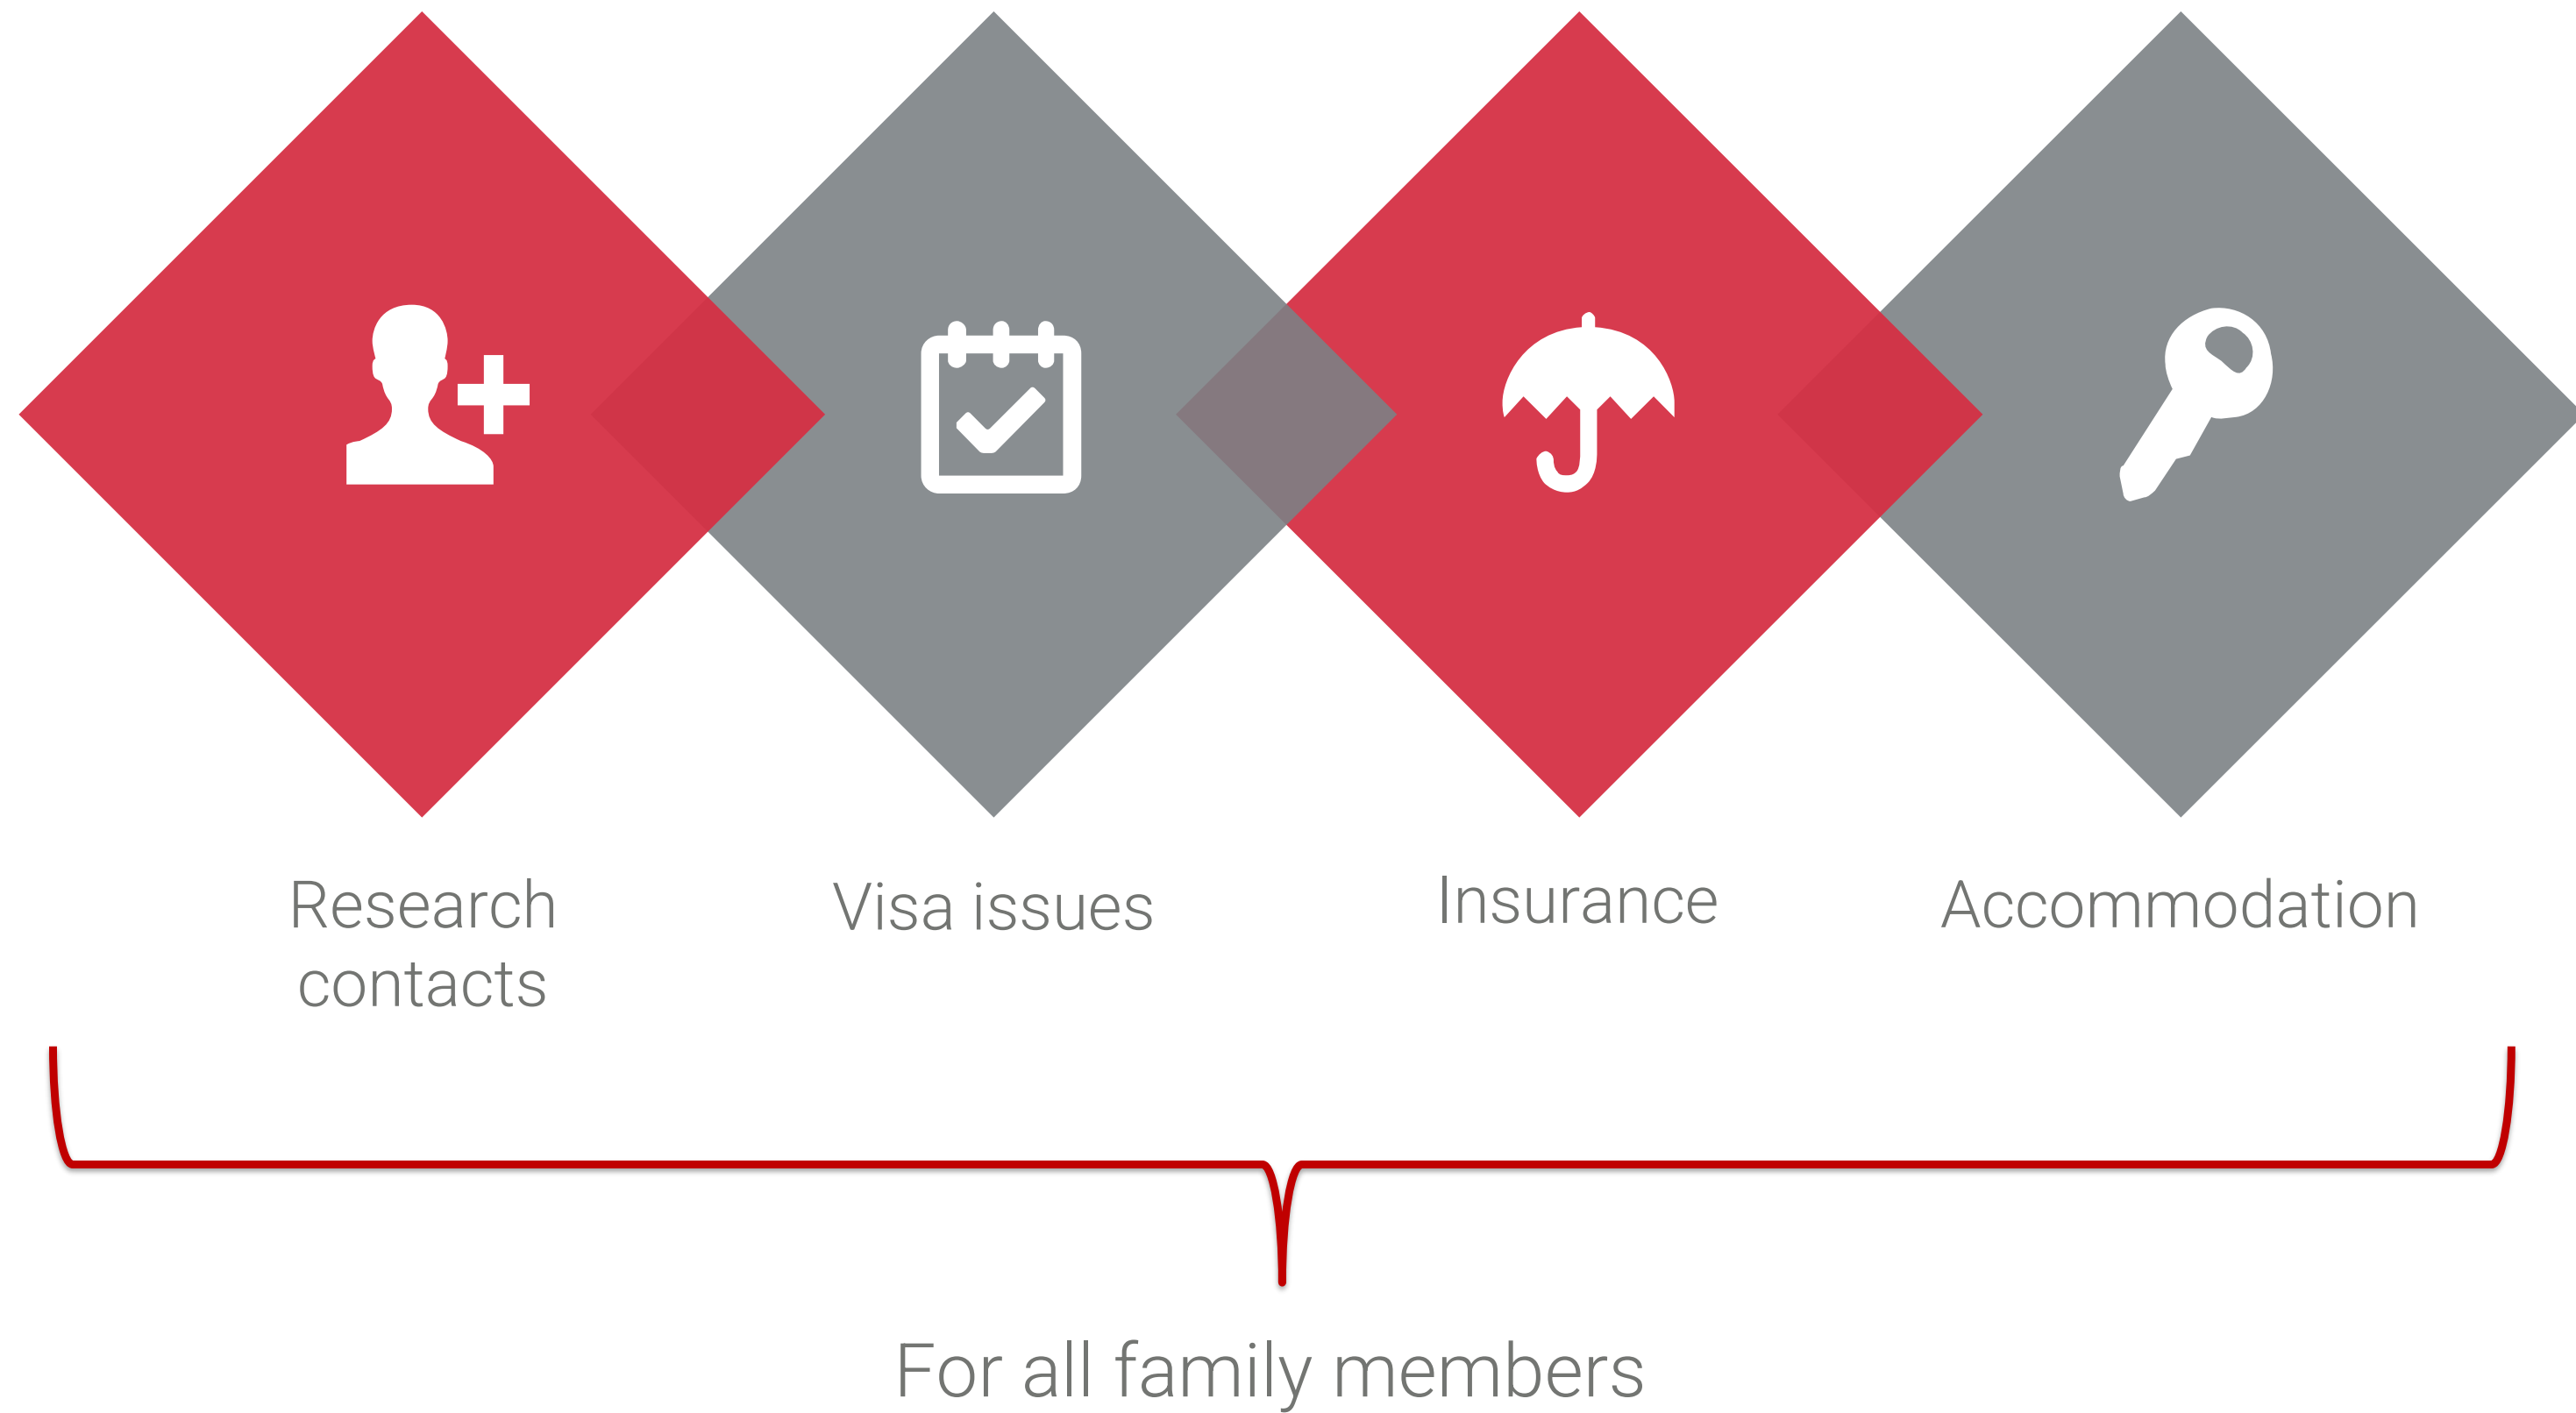 Research
contacts
Visa issues
Insurance
Accommodation
For all family members